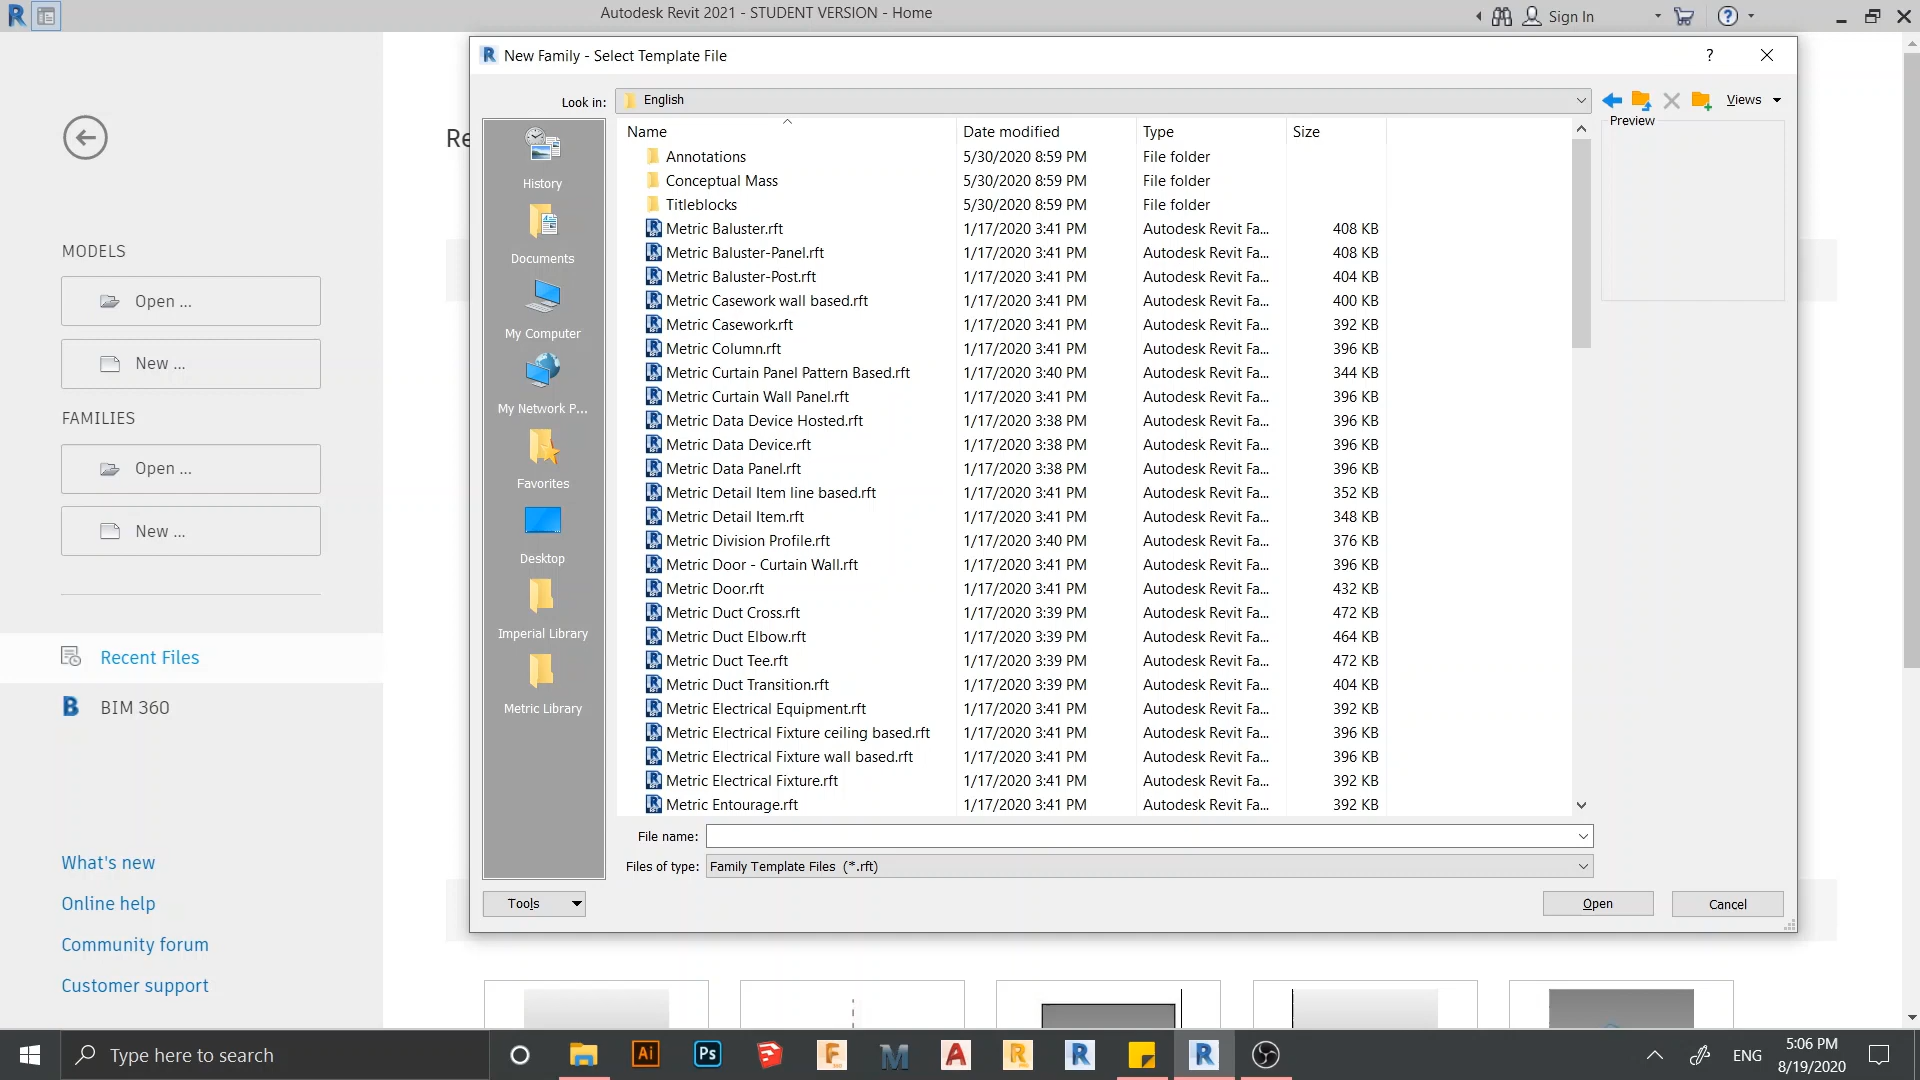 Autodesk Revit 2021 - STUDENT VERSION - Home
Sign In
New Family - Select Template File
Look in:
English
Views
Preview
History
Documents
My Computer
My Network P...
Favorites
Desktop
Imperial Library
Metric Library
Name Date modified Type Size
Annotations 5/30/2020 8:59 PM File folder
Conceptual Mass 5/30/2020 8:59 PM File folder
Titleblocks 5/30/2020 8:59 PM File folder
Metric Baluster.rft 1/17/2020 3:41 PM Autodesk Revit Fa... 408 KB
Metric Baluster-Panel.rft 1/17/2020 3:41 PM Autodesk Revit Fa... 408 KB
Metric Baluster-Post.rft 1/17/2020 3:41 PM Autodesk Revit Fa... 404 KB
Metric Casework wall based.rft 1/17/2020 3:41 PM Autodesk Revit Fa... 400 KB
Metric Casework.rft 1/17/2020 3:41 PM Autodesk Revit Fa... 392 KB
Metric Column.rft 1/17/2020 3:41 PM Autodesk Revit Fa... 396 KB
Metric Curtain Panel Pattern Based.rft 1/17/2020 3:40 PM Autodesk Revit Fa... 344 KB
Metric Curtain Wall Panel.rft 1/17/2020 3:41 PM Autodesk Revit Fa... 396 KB
Metric Data Device Hosted.rft 1/17/2020 3:38 PM Autodesk Revit Fa... 396 KB
Metric Data Device.rft 1/17/2020 3:38 PM Autodesk Revit Fa... 396 KB
Metric Data Panel.rft 1/17/2020 3:38 PM Autodesk Revit Fa... 396 KB
Metric Detail Item line based.rft 1/17/2020 3:41 PM Autodesk Revit Fa... 352 KB
Metric Detail Item.rft 1/17/2020 3:41 PM Autodesk Revit Fa... 348 KB
Metric Division Profile.rft 1/17/2020 3:40 PM Autodesk Revit Fa... 376 KB
Metric Door - Curtain Wall.rft 1/17/2020 3:41 PM Autodesk Revit Fa... 396 KB
Metric Door.rft 1/17/2020 3:41 PM Autodesk Revit Fa... 432 KB
Metric Duct Cross.rft 1/17/2020 3:39 PM Autodesk Revit Fa... 472 KB
Metric Duct Elbow.rft 1/17/2020 3:39 PM Autodesk Revit Fa... 464 KB
Metric Duct Tee.rft 1/17/2020 3:39 PM Autodesk Revit Fa... 472 KB
Metric Duct Transition.rft 1/17/2020 3:39 PM Autodesk Revit Fa... 404 KB
Metric Electrical Equipment.rft 1/17/2020 3:41 PM Autodesk Revit Fa... 392 KB
Metric Electrical Fixture ceiling based.rft 1/17/2020 3:41 PM Autodesk Revit Fa... 396 KB
Metric Electrical Fixture wall based.rft 1/17/2020 3:41 PM Autodesk Revit Fa... 396 KB
Metric Electrical Fixture.rft 1/17/2020 3:41 PM Autodesk Revit Fa... 392 KB
Metric Entourage.rft 1/17/2020 3:41 PM Autodesk Revit Fa... 392 KB
File name:
Files of type: Family Template Files (*.rft)
Tools
Open
Cancel
Re
MODELS
Open ...
New ...
FAMILIES
Open ...
New ...
Recent Files
BIM 360
What's new
Online help
Community forum
Customer support
Type here to search
Ai
Ps
ENG
5:06 PM
8/19/2020